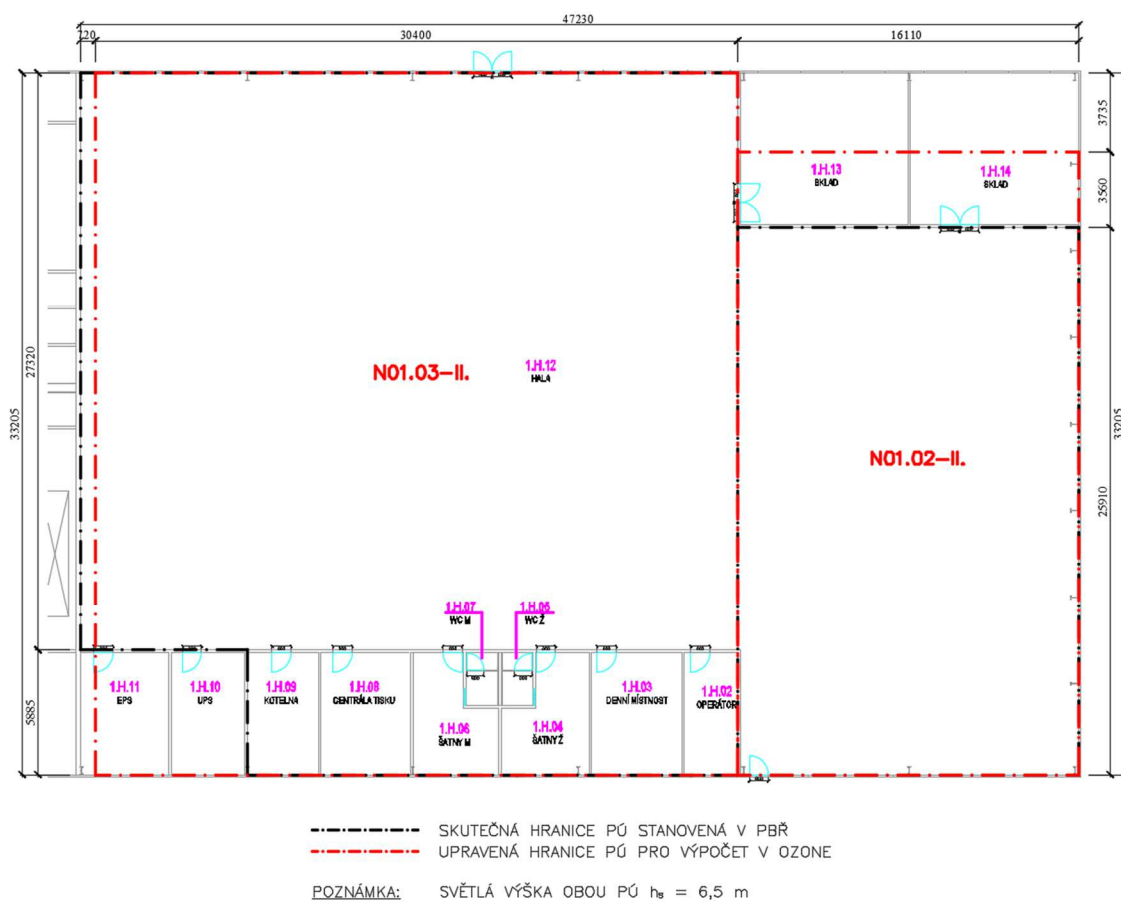 47230
720
30400
16110
3735
1.H.13
SKLAD
1.H.14
SKLAD
3560
27320
33205
N01.03-II.
1.H.12
HALA
33205
N01.02-II.
25910
1.H.07
WC M
1.H.05
WC Ž
5885
1.H.11
EPS
1.H.10
UPS
1.H.09
KOTELNA
1.H.08
CENTRÁLA TISKU
1.H.06
ŠATNY M
1.H.04
ŠATNY Ž
1.H.03
DENNÍ MÍSTNOST
1.H.02
OPERÁTOR
SKUTEČNÁ HRANICE PÚ STANOVENÁ V PBŘ
UPRAVENÁ HRANICE PÚ PRO VÝPOČET V OZONE
POZNÁMKA: SVĚTLÁ VÝŠKA OBOU PÚ hs = 6,5 m